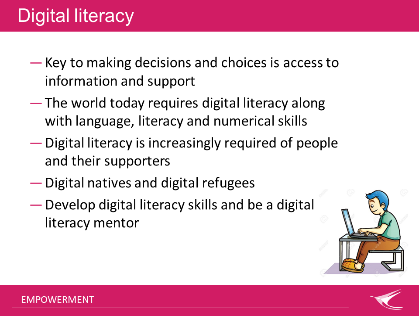 Digital literacy
— Key to making decisions and choices is access to
information and support
— The world today requires digital literacy along
with language, literacy and numerical skills
— Digital literacy is increasingly required of people
and their supporters
— Digital natives and digital refugees
— Develop digital literacy skills and be a digital
literacy mentor
EMPOWERMENT